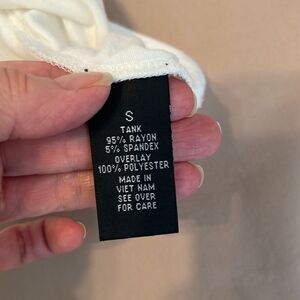 S
TANK
95% RAYON
5% SPANDEX
OVERLAY
100% POLYESTER
MADE IN
VIET NAM
SEE OVER
FOR CARE